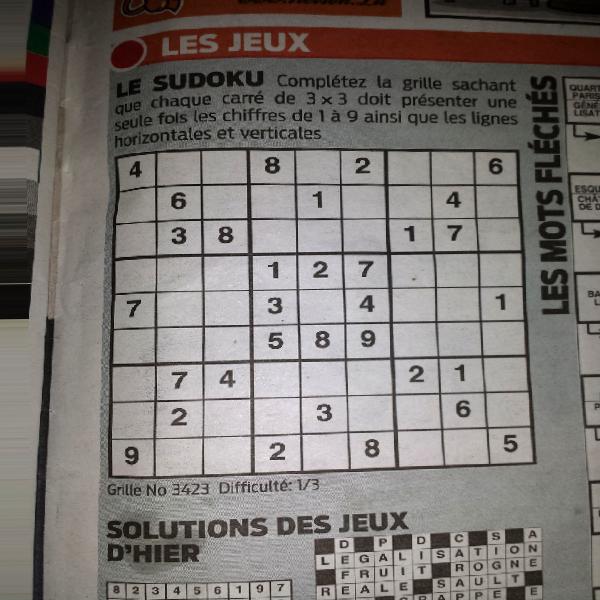 LES JEUX
LE SUDOKU Complétez la grille sachant
que chaque carré de 3 x 3 doit présenter une
seule fois les chiffres de 1 à 9 ainsi que les lignes
horizontales et verticales
4 8 2 6
6 1 4
3 8 1 7
1 2 7
7 3 4 1
5 8 9
7 4 2 1
2 3 6
9 2 8 5
Grille No 3423 Difficulté: 1/3
LES MOTS FLÉCHÉS
SOLUTIONS DES JEUX
D'HIER
8 2 3 4 5 6 1 9 7
D P D C S A
L E G A L I S A T I O N
F R U I T R O G N E
R E A L E S A U L T